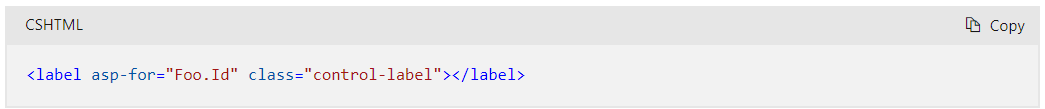 CSHTML Copy
<label asp-for="Foo.Id" class="control-label"></label>